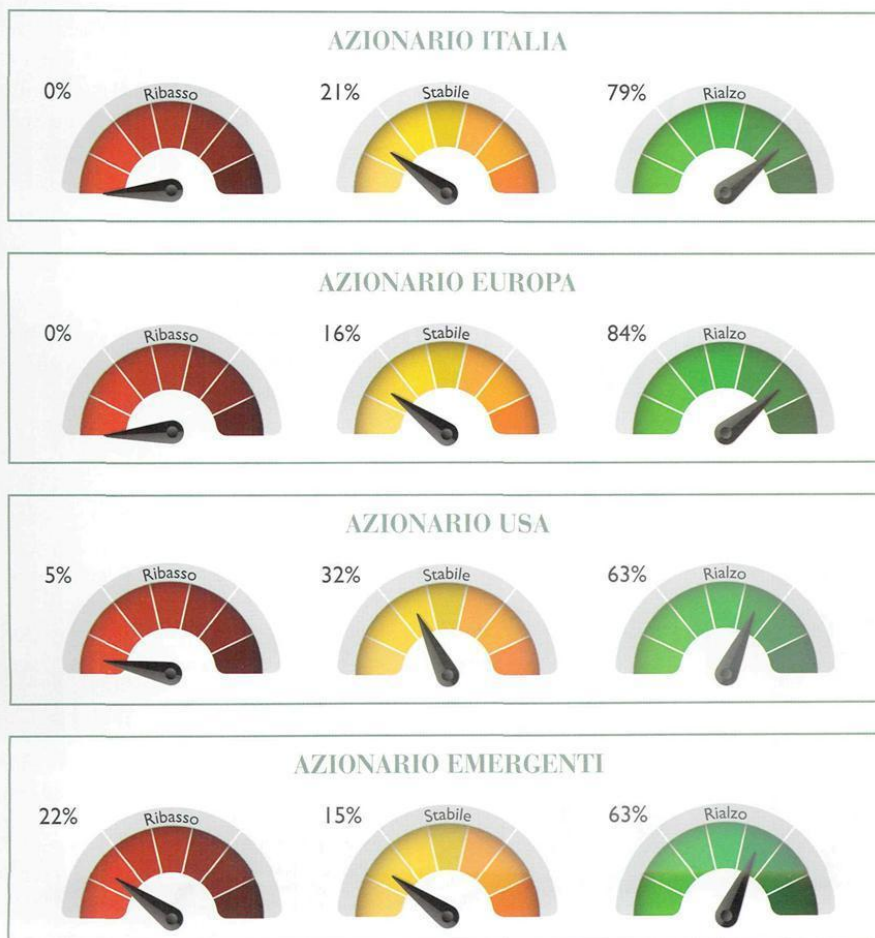 AZIONARIO ITALIA
0% Ribasso 21% Stabile 79% Rialzo
AZIONARIO EUROPA
0% Ribasso 16% Stabile 84% Rialzo
AZIONARIO USA
5% Ribasso 32% Stabile 63% Rialzo
AZIONARIO EMERGENTI
22% Ribasso 15% Stabile 63% Rialzo